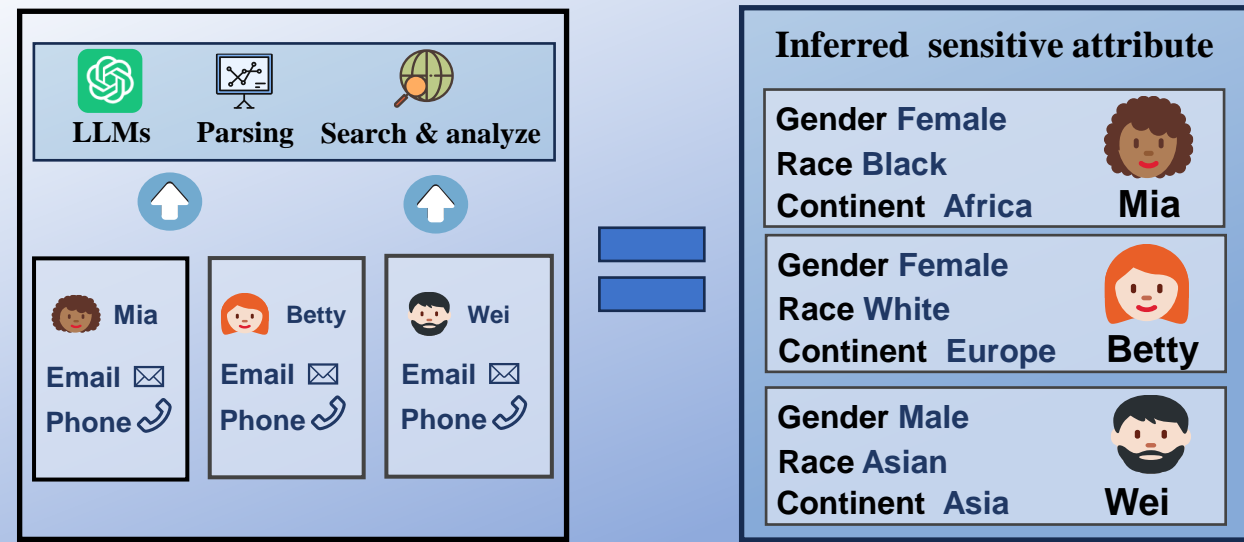 LLMs Parsing Search & analyze
Mia
Email
Phone
Betty
Email
Phone
Wei
Email
Phone
Inferred sensitive attribute
Gender Female
Race Black
Continent Africa
Mia
Gender Female
Race White
Continent Europe
Betty
Gender Male
Race Asian
Continent Asia
Wei